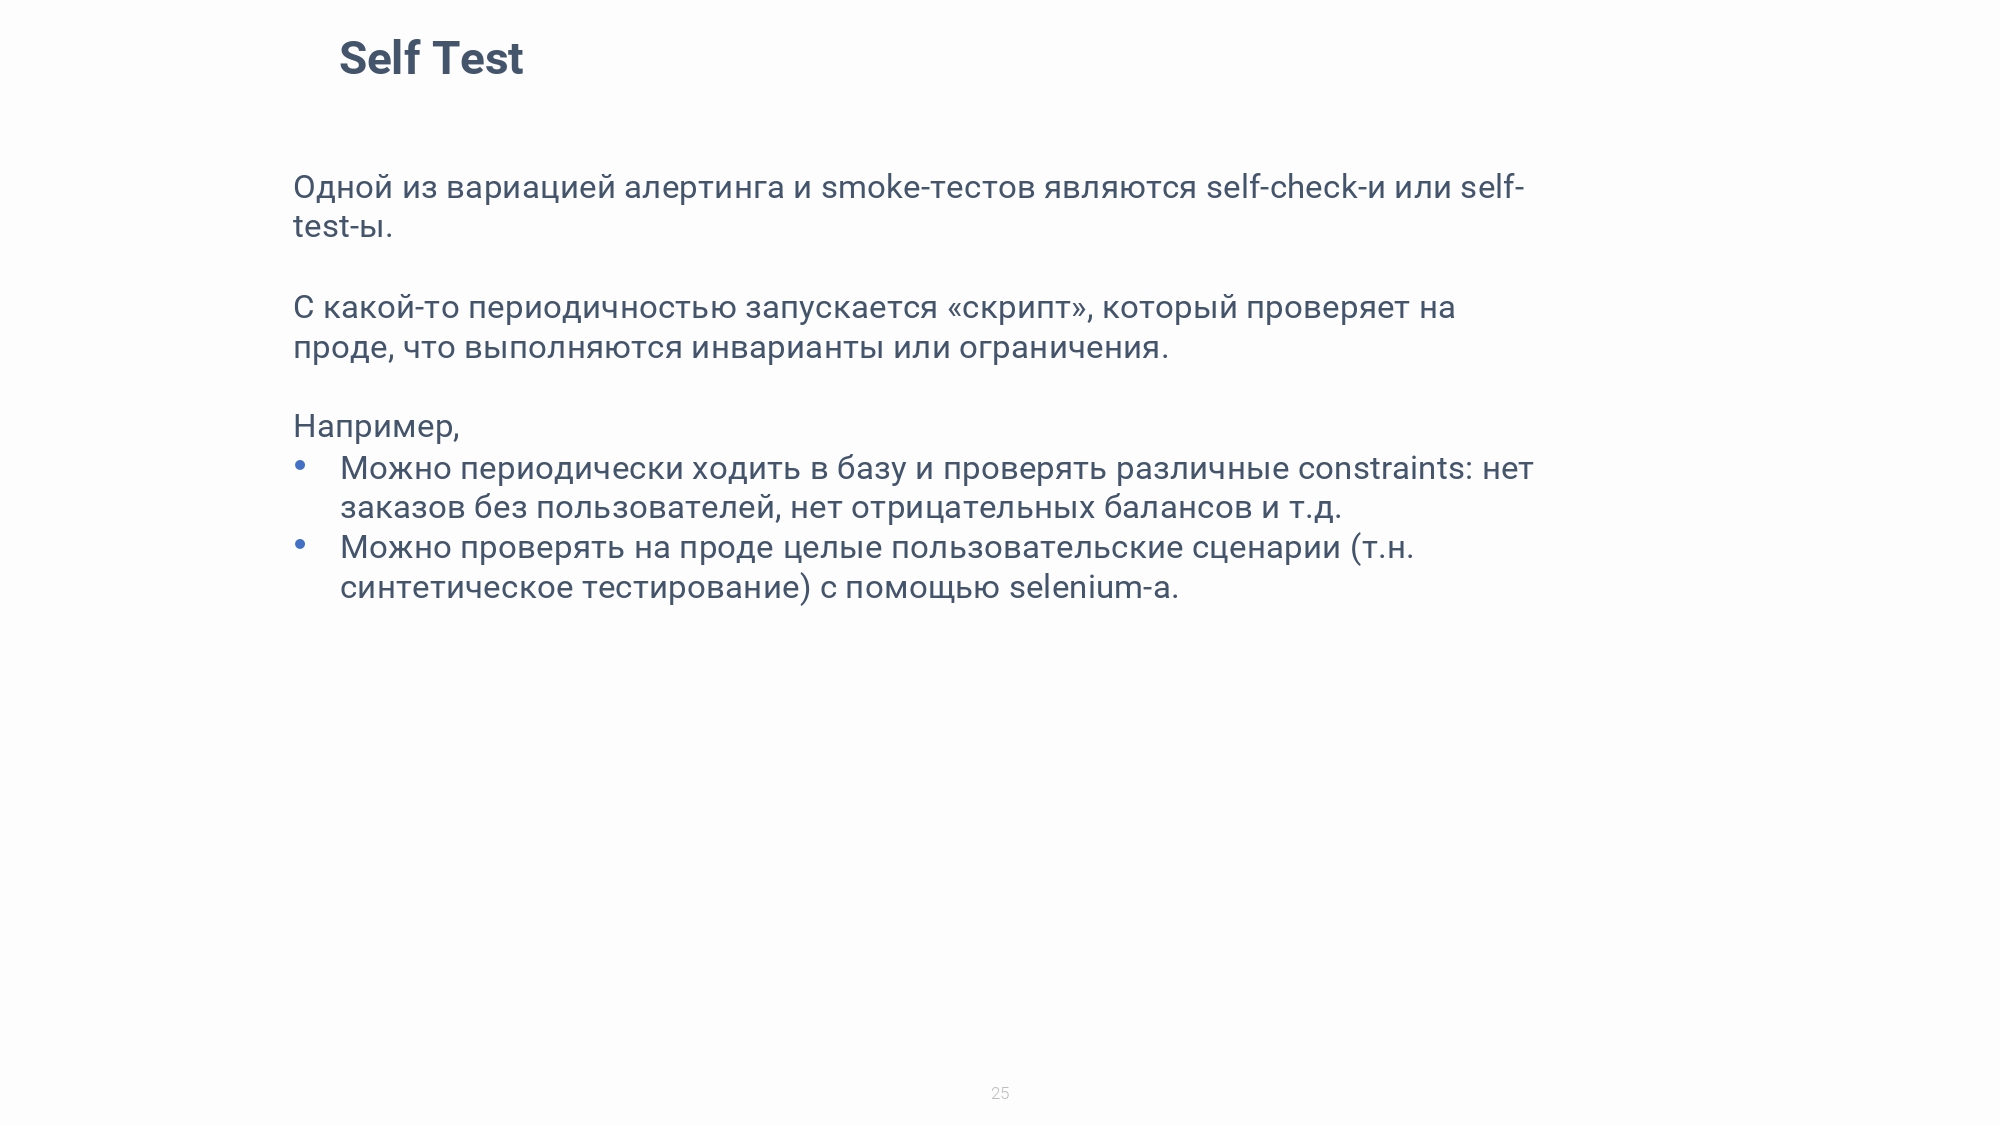 Self Test
Одной из вариацией алертинга и smoke-тестов являются self-check-и или self-
test-ы.
С какой-то периодичностью запускается «скрипт», который проверяет на
проде, что выполняются инварианты или ограничения.
Например,
• Можно периодически ходить в базу и проверять различные constraints: нет
заказов без пользователей, нет отрицательных балансов и т.д.
• Можно проверять на проде целые пользовательские сценарии (т.н.
синтетическое тестирование) с помощью selenium-а.
25